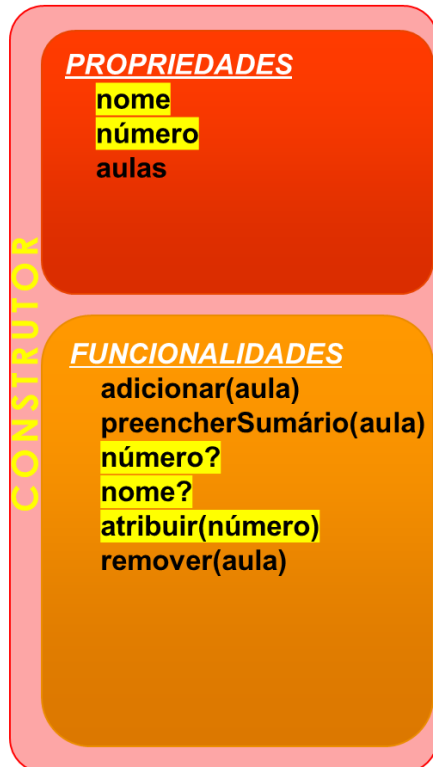 PROPRIEDADES
nome
número
aulas
CONSTRUTOR
FUNCIONALIDADES
adicionar(aula)
preencherSumário(aula)
número?
nome?
atribuir(número)
remover(aula)